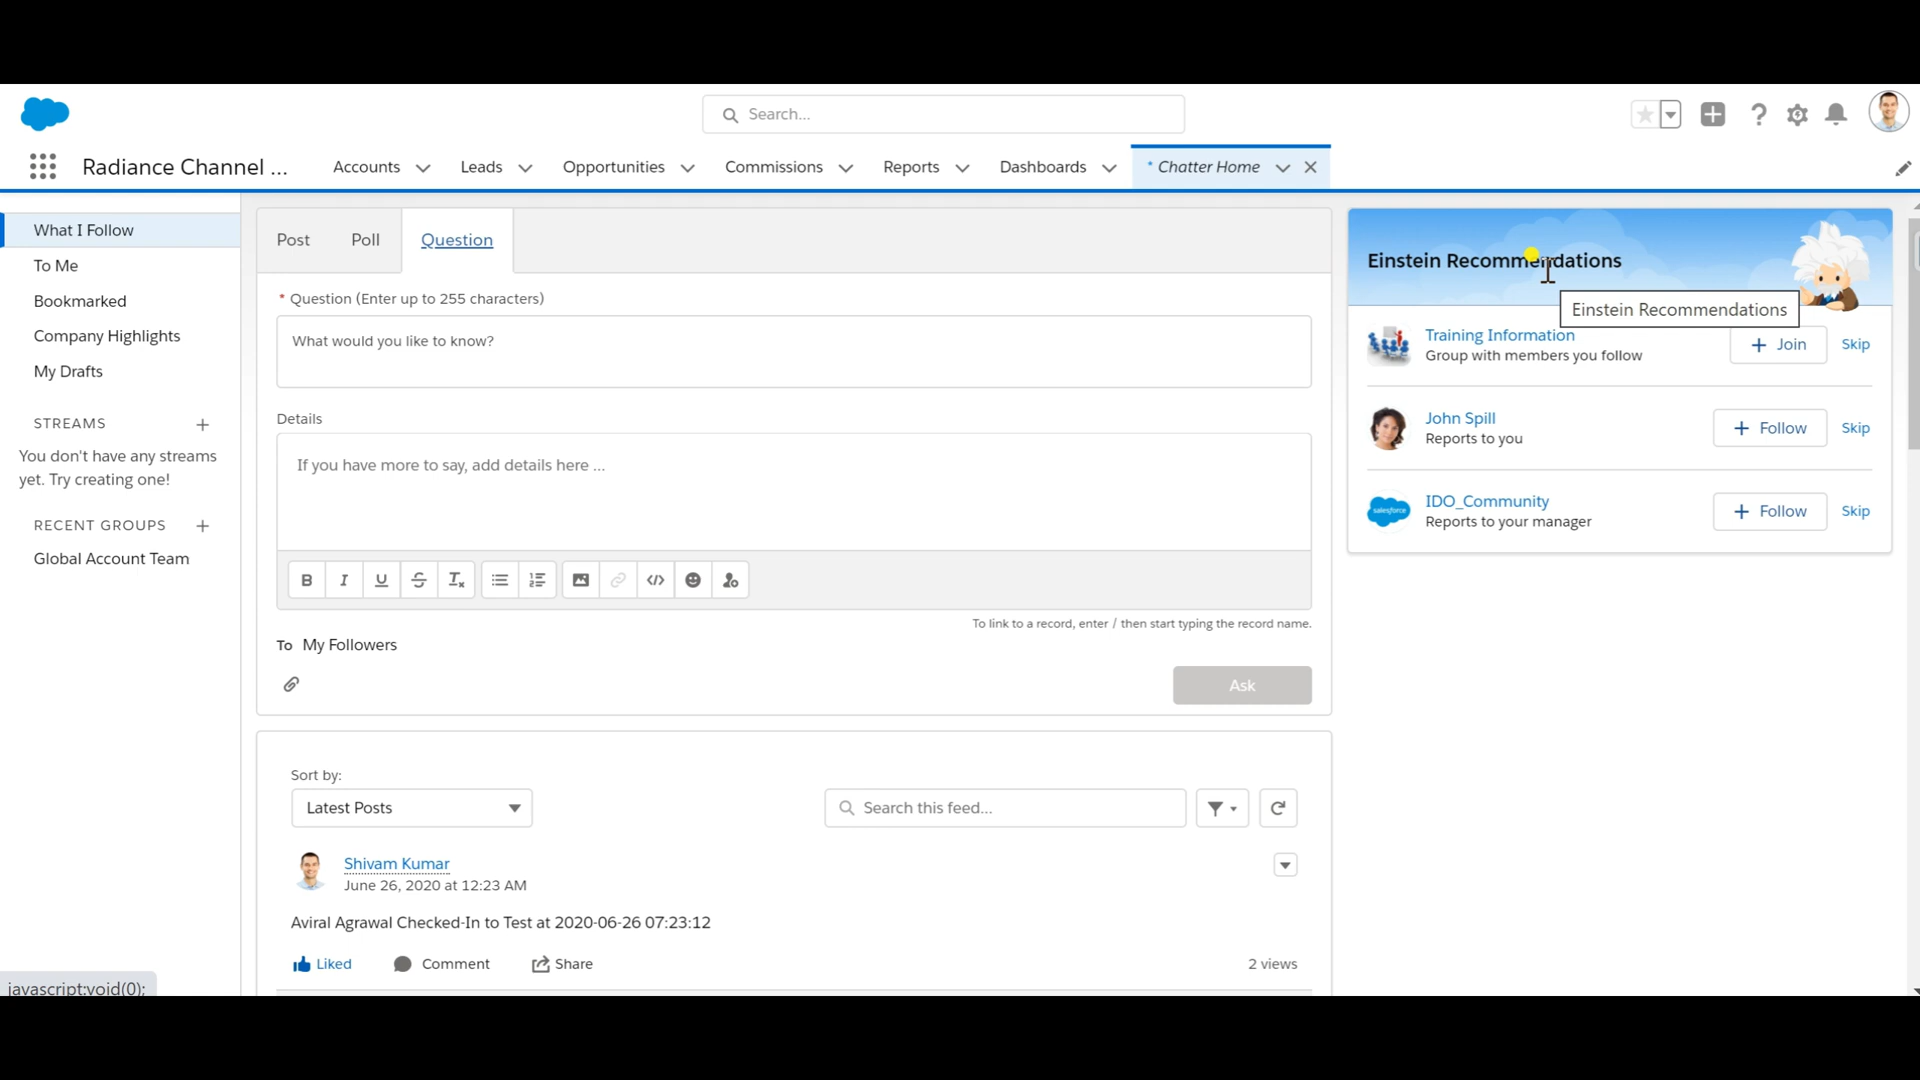 Search...
Radiance Channel ...
Accounts
Leads
Opportunities
Commissions
Reports
Dashboards
* Chatter Home
What I Follow
To Me
Bookmarked
Company Highlights
My Drafts
STREAMS
You don't have any streams
yet. Try creating one!
RECENT GROUPS
Global Account Team
Post
Poll
Question
* Question (Enter up to 255 characters)
What would you like to know?
Details
If you have more to say, add details here ...
B I U S Tx
To link to a record, enter / then start typing the record name.
To My Followers
Ask
Sort by:
Latest Posts
Search this feed...
Shivam Kumar
June 26, 2020 at 12:23 AM
Aviral Agrawal Checked-In to Test at 2020-06-26 07:23:12
Liked
Comment
Share
2 views
Einstein Recommendations
Einstein Recommendations
Training Information
Group with members you follow
+ Join
Skip
John Spill
Reports to you
+ Follow
Skip
salesforce
IDO_Community
Reports to your manager
+ Follow
Skip
javascript:void(0);